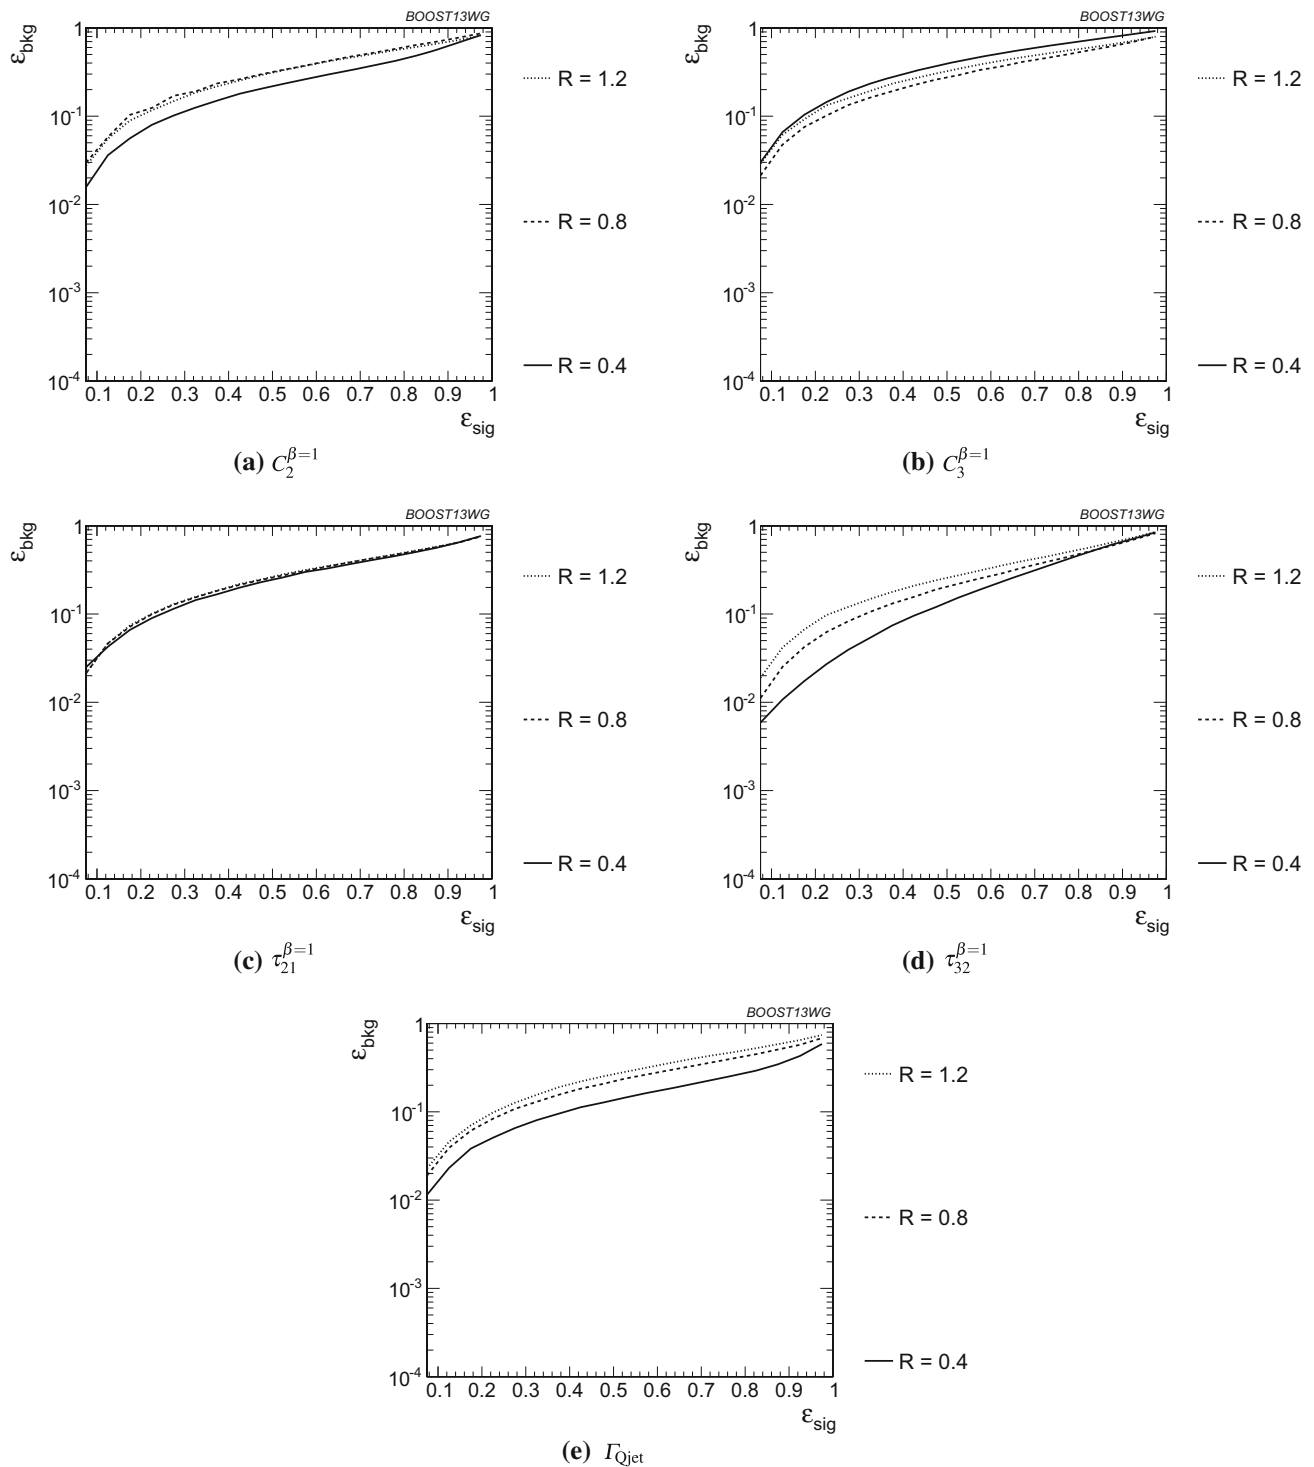 BOOST13WG
ε_bkg
1
10^-1
10^-2
10^-3
10^-4
0.1 0.2 0.3 0.4 0.5 0.6 0.7 0.8 0.9 1
ε_sig
R = 1.2
R = 0.8
R = 0.4
(a) C_2^{β=1}
BOOST13WG
ε_bkg
1
10^-1
10^-2
10^-3
10^-4
0.1 0.2 0.3 0.4 0.5 0.6 0.7 0.8 0.9 1
ε_sig
R = 1.2
R = 0.8
R = 0.4
(b) C_3^{β=1}
BOOST13WG
ε_bkg
1
10^-1
10^-2
10^-3
10^-4
0.1 0.2 0.3 0.4 0.5 0.6 0.7 0.8 0.9 1
ε_sig
R = 1.2
R = 0.8
R = 0.4
(c) τ_21^{β=1}
BOOST13WG
ε_bkg
1
10^-1
10^-2
10^-3
10^-4
0.1 0.2 0.3 0.4 0.5 0.6 0.7 0.8 0.9 1
ε_sig
R = 1.2
R = 0.8
R = 0.4
(d) τ_32^{β=1}
BOOST13WG
ε_bkg
1
10^-1
10^-2
10^-3
10^-4
0.1 0.2 0.3 0.4 0.5 0.6 0.7 0.8 0.9 1
ε_sig
R = 1.2
R = 0.8
R = 0.4
(e) Γ_Qjet